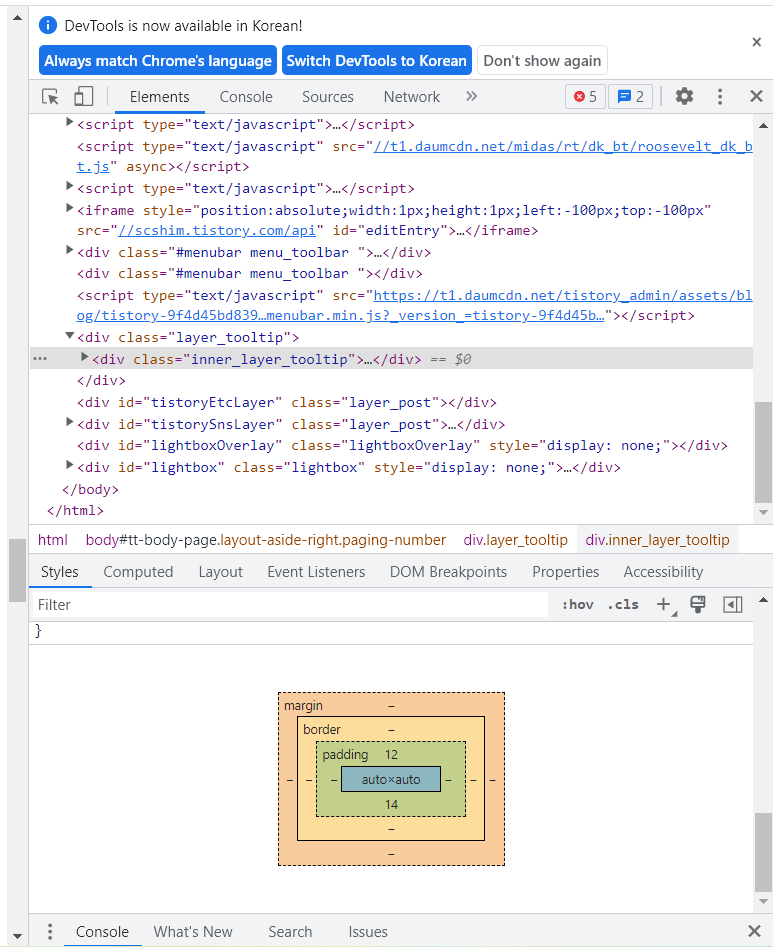 DevTools is now available in Korean!
Always match Chrome's language Switch DevTools to Korean Don't show again
Elements Console Sources Network » 5 2
<script type="text/javascript">…</script>
<script type="text/javascript" src="//t1.daumcdn.net/midas/rt/dk_bt/roosevelt_dk_b
t.js" async></script>
<script type="text/javascript">…</script>
<iframe style="position:absolute;width:1px;height:1px;left:-100px;top:-100px"
src="//scshim.tistory.com/api" id="editEntry">…</iframe>
<div class="#menubar menu_toolbar ">…</div>
<div class="#menubar menu_toolbar "></div>
<script type="text/javascript" src="https://t1.daumcdn.net/tistory_admin/assets/bl
og/tistory-9f4d45bd839…menubar.min.js?_version_=tistory-9f4d45b…"></script>
<div class="layer_tooltip">
… <div class="inner_layer_tooltip">…</div> == $0
</div>
<div id="tistoryEtcLayer" class="layer_post"></div>
<div id="tistorySnsLayer" class="layer_post">…</div>
<div id="lightboxOverlay" class="lightboxOverlay" style="display: none;"></div>
<div id="lightbox" class="lightbox" style="display: none;">…</div>
</body>
</html>
html body#tt-body-page.layout-aside-right.paging-number div.layer_tooltip div.inner_layer_tooltip
Styles Computed Layout Event Listeners DOM Breakpoints Properties Accessibility
Filter :hov .cls +
}
margin –
border –
padding 12
– – – auto×auto – – –
14
–
–
Console What's New Search Issues